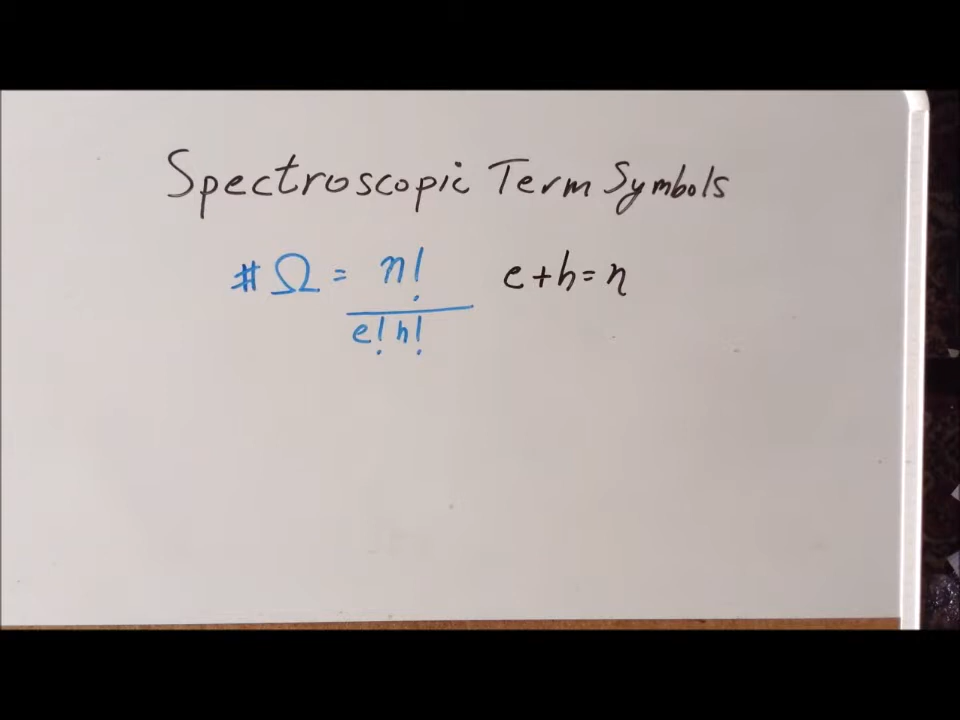 Spectroscopic Term Symbols
# Ω = n! e + h = n
e! h!